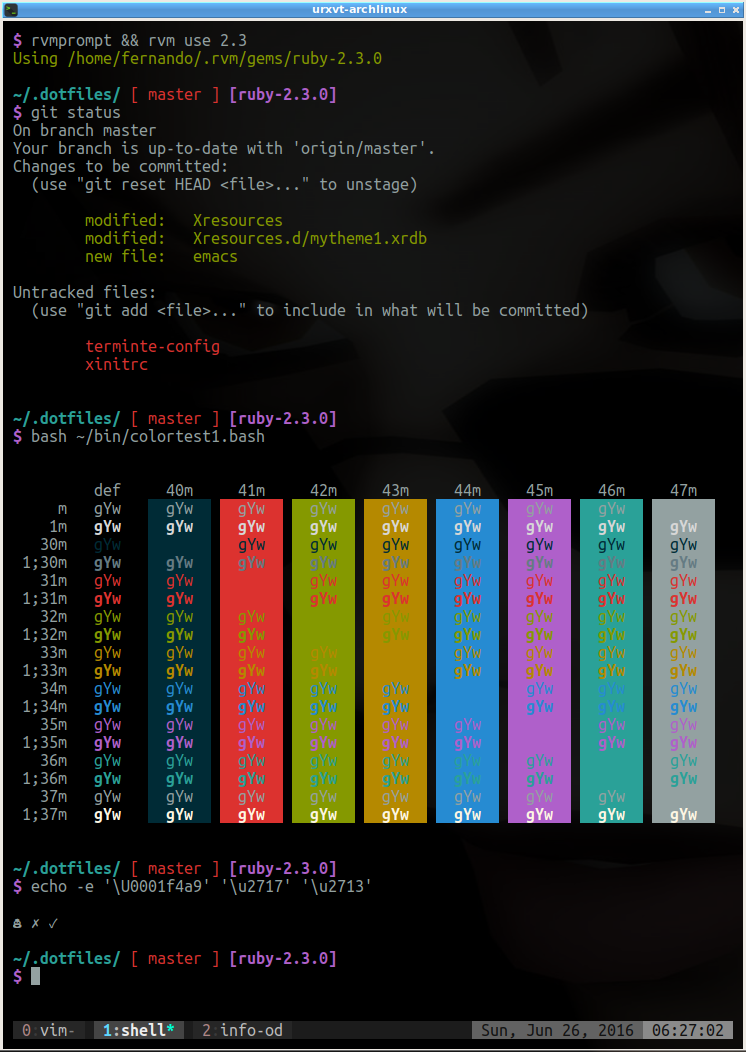 urxvt-archlinux
$ rvmprompt && rvm use 2.3
Using /home/fernando/.rvm/gems/ruby-2.3.0
~/.dotfiles/ [ master ] [ruby-2.3.0]
$ git status
On branch master
Your branch is up-to-date with 'origin/master'.
Changes to be committed:
(use "git reset HEAD <file>..." to unstage)
modified: Xresources
modified: Xresources.d/mytheme1.xrdb
new file: emacs
Untracked files:
(use "git add <file>..." to include in what will be committed)
terminte-config
xinitrc
~/.dotfiles/ [ master ] [ruby-2.3.0]
$ bash ~/bin/colortest1.bash
def 40m 41m 42m 43m 44m 45m 46m 47m
m gYw gYw gYw gYw gYw gYw gYw gYw
1m gYw gYw gYw gYw gYw gYw gYw gYw gYw
30m gYw gYw gYw gYw gYw gYw gYw gYw
1;30m gYw gYw gYw gYw gYw gYw gYw gYw gYw
31m gYw gYw gYw gYw gYw gYw gYw gYw
1;31m gYw gYw gYw gYw gYw gYw gYw gYw
32m gYw gYw gYw gYw gYw gYw gYw gYw
1;32m gYw gYw gYw gYw gYw gYw gYw gYw
33m gYw gYw gYw gYw gYw gYw gYw gYw
1;33m gYw gYw gYw gYw gYw gYw gYw gYw
34m gYw gYw gYw gYw gYw gYw gYw gYw
1;34m gYw gYw gYw gYw gYw gYw gYw gYw
35m gYw gYw gYw gYw gYw gYw gYw gYw
1;35m gYw gYw gYw gYw gYw gYw gYw gYw
36m gYw gYw gYw gYw gYw gYw gYw gYw
1;36m gYw gYw gYw gYw gYw gYw gYw gYw
37m gYw gYw gYw gYw gYw gYw gYw gYw
1;37m gYw gYw gYw gYw gYw gYw gYw gYw gYw
~/.dotfiles/ [ master ] [ruby-2.3.0]
$ echo -e '\U0001f4a9' '\u2717' '\u2713'
💩 ✗ ✓
~/.dotfiles/ [ master ] [ruby-2.3.0]
$
0:vim- 1:shell* 2:info-od Sun, Jun 26, 2016 06:27:02